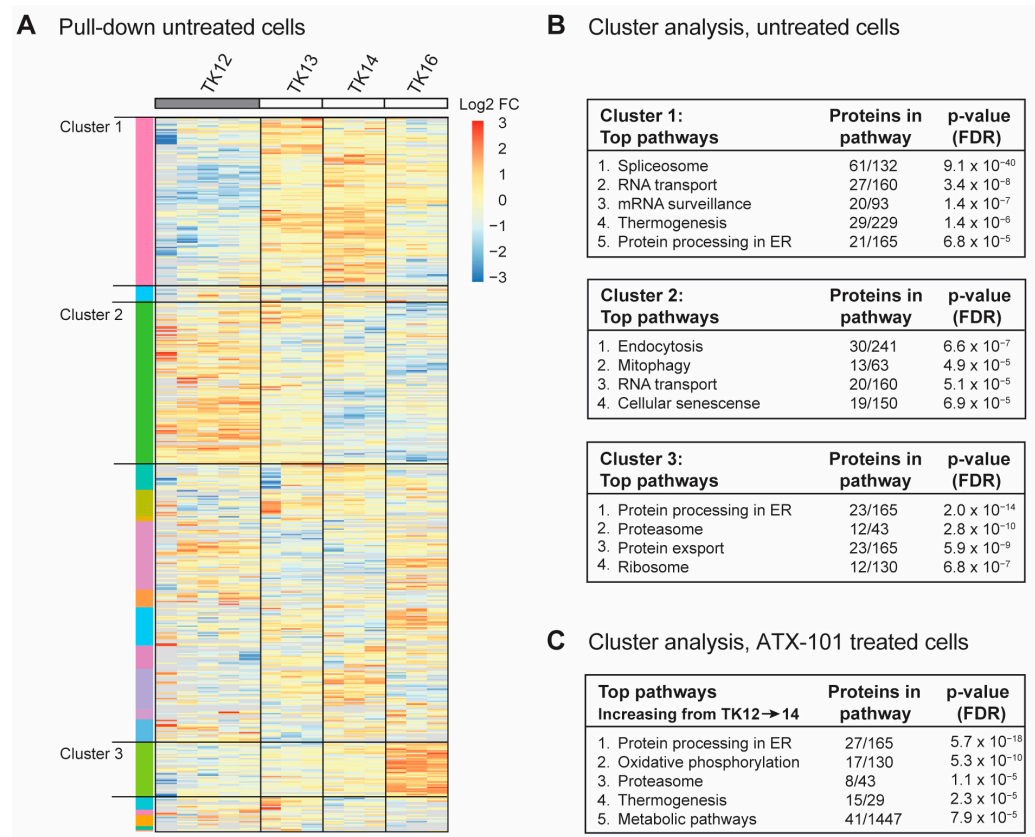 A Pull-down untreated cells
TK12 TK13 TK14 TK16
Log2 FC
3
2
1
0
−1
−2
−3
Cluster 1
Cluster 2
Cluster 3
B Cluster analysis, untreated cells
Cluster 1: Proteins in p-value
Top pathways pathway (FDR)
1. Spliceosome 61/132 9.1 x 10⁻⁴⁰
2. RNA transport 27/160 3.4 x 10⁻⁸
3. mRNA surveillance 20/93 1.4 x 10⁻⁷
4. Thermogenesis 29/229 1.4 x 10⁻⁶
5. Protein processing in ER 21/165 6.8 x 10⁻⁵
Cluster 2: Proteins in p-value
Top pathways pathway (FDR)
1. Endocytosis 30/241 6.6 x 10⁻⁷
2. Mitophagy 13/63 4.9 x 10⁻⁵
3. RNA transport 20/160 5.1 x 10⁻⁵
4. Cellular senescense 19/150 6.9 x 10⁻⁵
Cluster 3: Proteins in p-value
Top pathways pathway (FDR)
1. Protein processing in ER 23/165 2.0 x 10⁻¹⁴
2. Proteasome 12/43 2.8 x 10⁻¹⁰
3. Protein exsport 23/165 5.9 x 10⁻⁹
4. Ribosome 12/130 6.8 x 10⁻⁷
C Cluster analysis, ATX-101 treated cells
Top pathways Proteins in p-value
Increasing from TK12→14 pathway (FDR)
1. Protein processing in ER 27/165 5.7 x 10⁻¹⁸
2. Oxidative phosphorylation 17/130 5.3 x 10⁻¹⁰
3. Proteasome 8/43 1.1 x 10⁻⁵
4. Thermogenesis 15/29 2.3 x 10⁻⁵
5. Metabolic pathways 41/1447 7.9 x 10⁻⁵